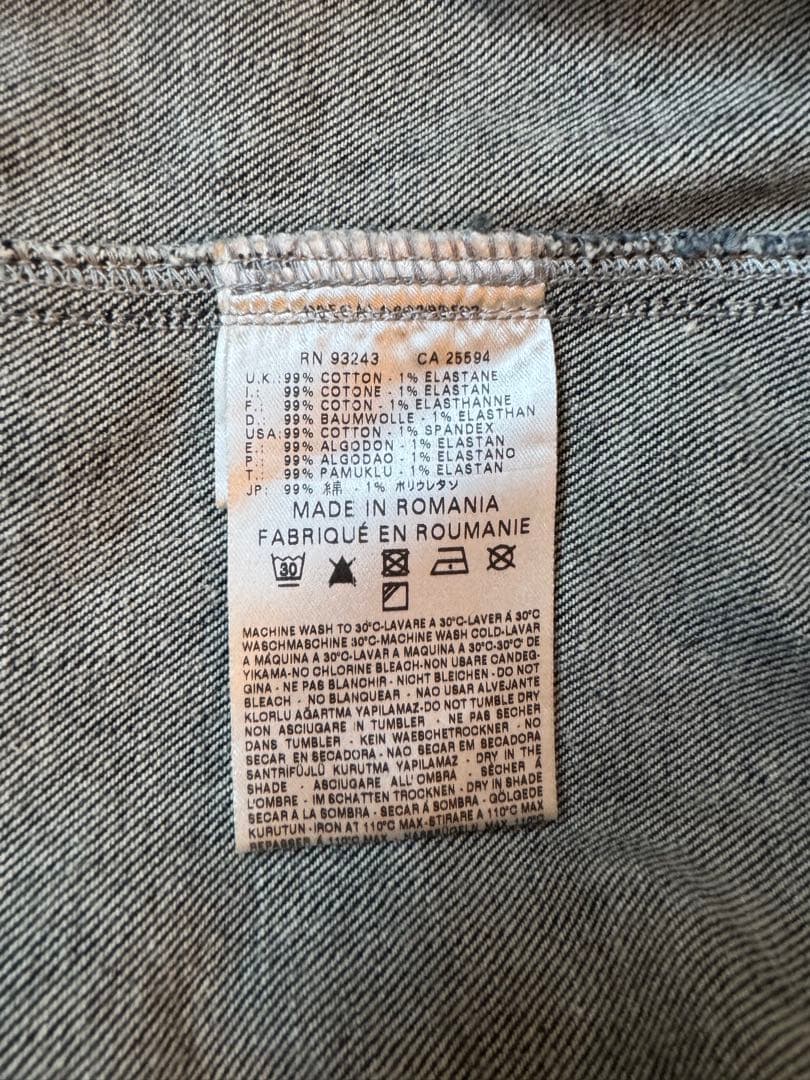 RN 93243 CA 25594
U.K.:99% COTTON - 1% ELASTANE
I.: 99% COTONE - 1% ELASTAN
F.: 99% COTON - 1% ELASTHANNE
D.: 99% BAUMWOLLE - 1% ELASTHAN
USA:99% COTTON - 1% SPANDEX
E.: 99% ALGODON - 1% ELASTAN
P.: 99% ALGODAO - 1% ELASTANO
T.: 99% PAMUKLU - 1% ELASTAN
JP: 99% 綿 - 1% ポリウレタン
MADE IN ROMANIA
FABRIQUÉ EN ROUMANIE
30
MACHINE WASH TO 30°C-LAVARE A 30°C-LAVER Á 30°C
WASCHMASCHINE 30°C-MACHINE WASH COLD-LAVAR
A MÁQUINA A 30°C-LAVAR A MAQUINA A 30°C-30°C' DE
YIKAMA-NO CHLORINE BLEACH-NON USARE CANDEG-
GINA - NE PAS BLANCHIR - NICHT BLEICHEN - DO NOT
BLEACH - NO BLANQUEAR - NAO USAR ALVEJANTE
KLORLU AĞARTMA YAPILAMAZ-DO NOT TUMBLE DRY
NON ASCIUGARE IN TUMBLER - NE PAS SÉCHER
DANS TUMBLER - KEIN WAESCHETROCKNER - NO
SECAR EN SECADORA - NAO SECAR EM SECADORA
SANTRIFÜJLÜ KURUTMA YAPILAMAZ - DRY IN THE
SHADE - ASCIUGARE ALL'OMBRA - SÉCHER Á
L'OMBRE - IM SCHATTEN TROCKNEN - DRY IN SHADE
SECAR Á LA SOMBRA - SECAR Á SOMBRA - GÖLGEDE
KURUTUN - IRON AT 110°C MAX-STIRARE A 110°C MAX
REPASSER